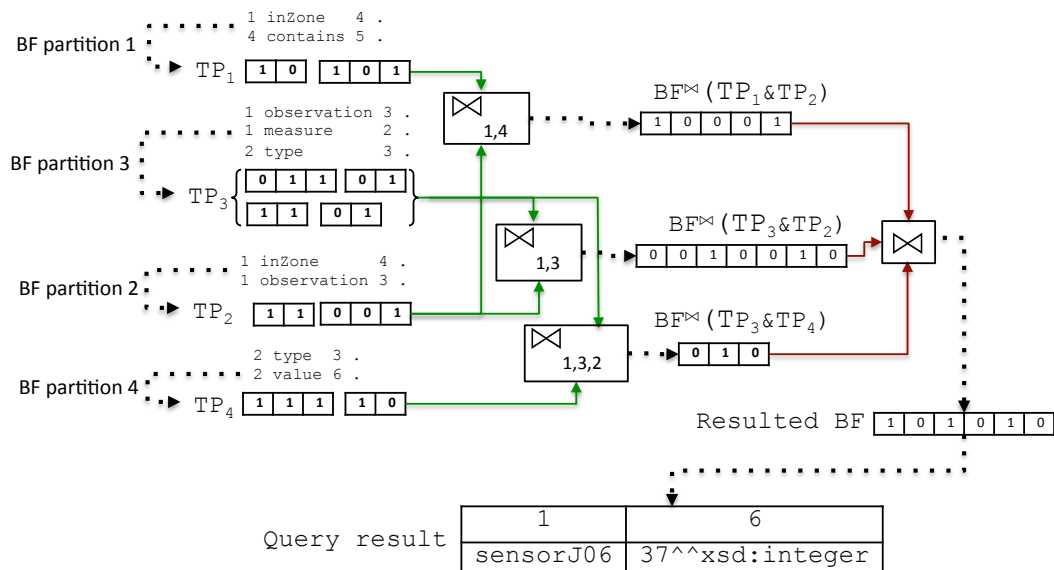 BF partition 1
1 inZone 4 .
4 contains 5 .
TP1 1 0 1 0 1
BF partition 3
1 observation 3 .
1 measure 2 .
2 type 3 .
TP3 0 1 1 0 1
1 1 0 1
BF partition 2
1 inZone 4 .
1 observation 3 .
TP2 1 1 0 0 1
BF partition 4
2 type 3 .
2 value 6 .
TP4 1 1 1 1 0
⋈
1,4
⋈
1,3
⋈
1,3,2
BF⋈(TP1&TP2)
1 0 0 0 1
BF⋈(TP3&TP2)
0 0 1 0 0 1 0
BF⋈(TP3&TP4)
0 1 0
⋈
Resulted BF 1 0 1 0 1 0
Query result
1 6
sensorJ06 37^^xsd:integer